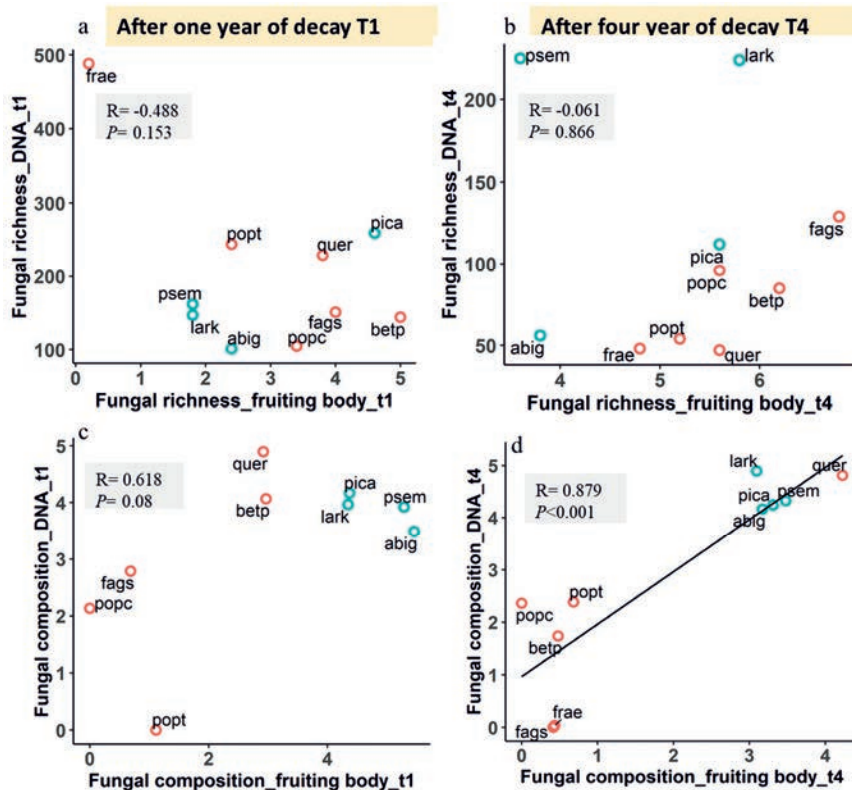 a
After one year of decay T1
500
400
300
200
100
Fungal richness_DNA_t1
frae
R= -0.488
P= 0.153
pica
popt
quer
psem
lark
abig
fags
popc
betp
0
1
2
3
4
5
Fungal richness_fruiting body_t1
b
After four year of decay T4
200
150
100
50
Fungal richness_DNA_t4
psem
lark
R= -0.061
P= 0.866
fags
pica
popc
betp
popt
abig
frae
quer
4
5
6
Fungal richness_fruiting body_t4
c
5
4
3
2
1
0
Fungal composition_DNA_t1
R= 0.618
P= 0.08
quer
pica
psem
betp
lark
abig
fags
popc
popt
0
2
4
Fungal composition_fruiting body_t1
d
5
4
3
2
1
0
Fungal composition_DNA_t4
R= 0.879
P<0.001
lark
quer
pica
psem
abig
popt
popc
betp
frae
fags
0
1
2
3
4
Fungal composition_fruiting body_t4